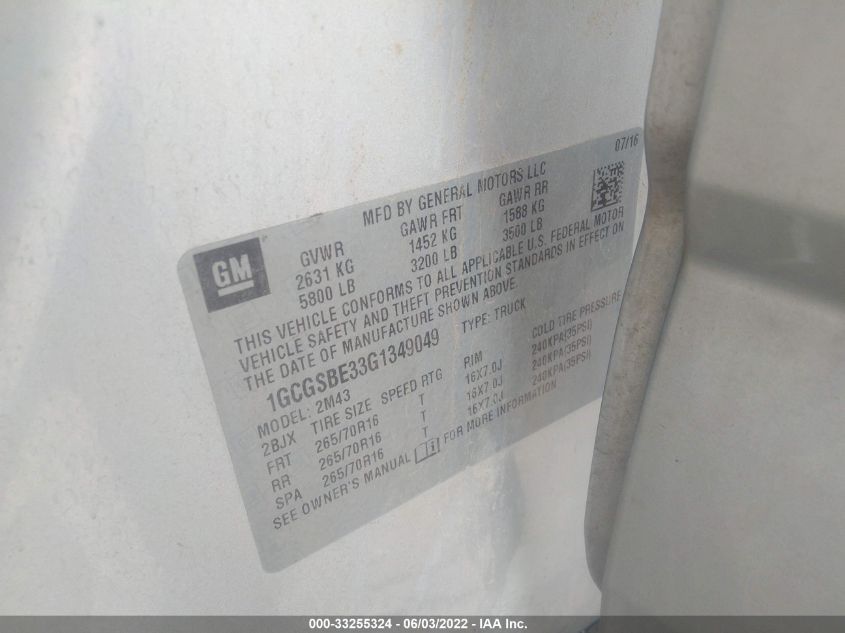 07/16
MFD BY GENERAL MOTORS LLC
GM
GVWR GAWR FRT GAWR RR
2631 KG 1452 KG 1588 KG
5800 LB 3200 LB 3500 LB
THIS VEHICLE CONFORMS TO ALL APPLICABLE U.S. FEDERAL MOTOR
VEHICLE SAFETY AND THEFT PREVENTION STANDARDS IN EFFECT ON
THE DATE OF MANUFACTURE SHOWN ABOVE.
1GCGSBE33G1349049 TYPE: TRUCK
MODEL: 2M43
2BJX TIRE SIZE SPEED RTG RIM COLD TIRE PRESSURE
FRT 265/70R16 T 16X7.0J 240KPA(35PSI)
RR 265/70R16 T 16X7.0J 240KPA(35PSI)
SPA 265/70R16 T 16X7.0J 240KPA(35PSI)
SEE OWNER'S MANUAL FOR MORE INFORMATION
000-33255324 / 06/03/2022 - IAA Inc.